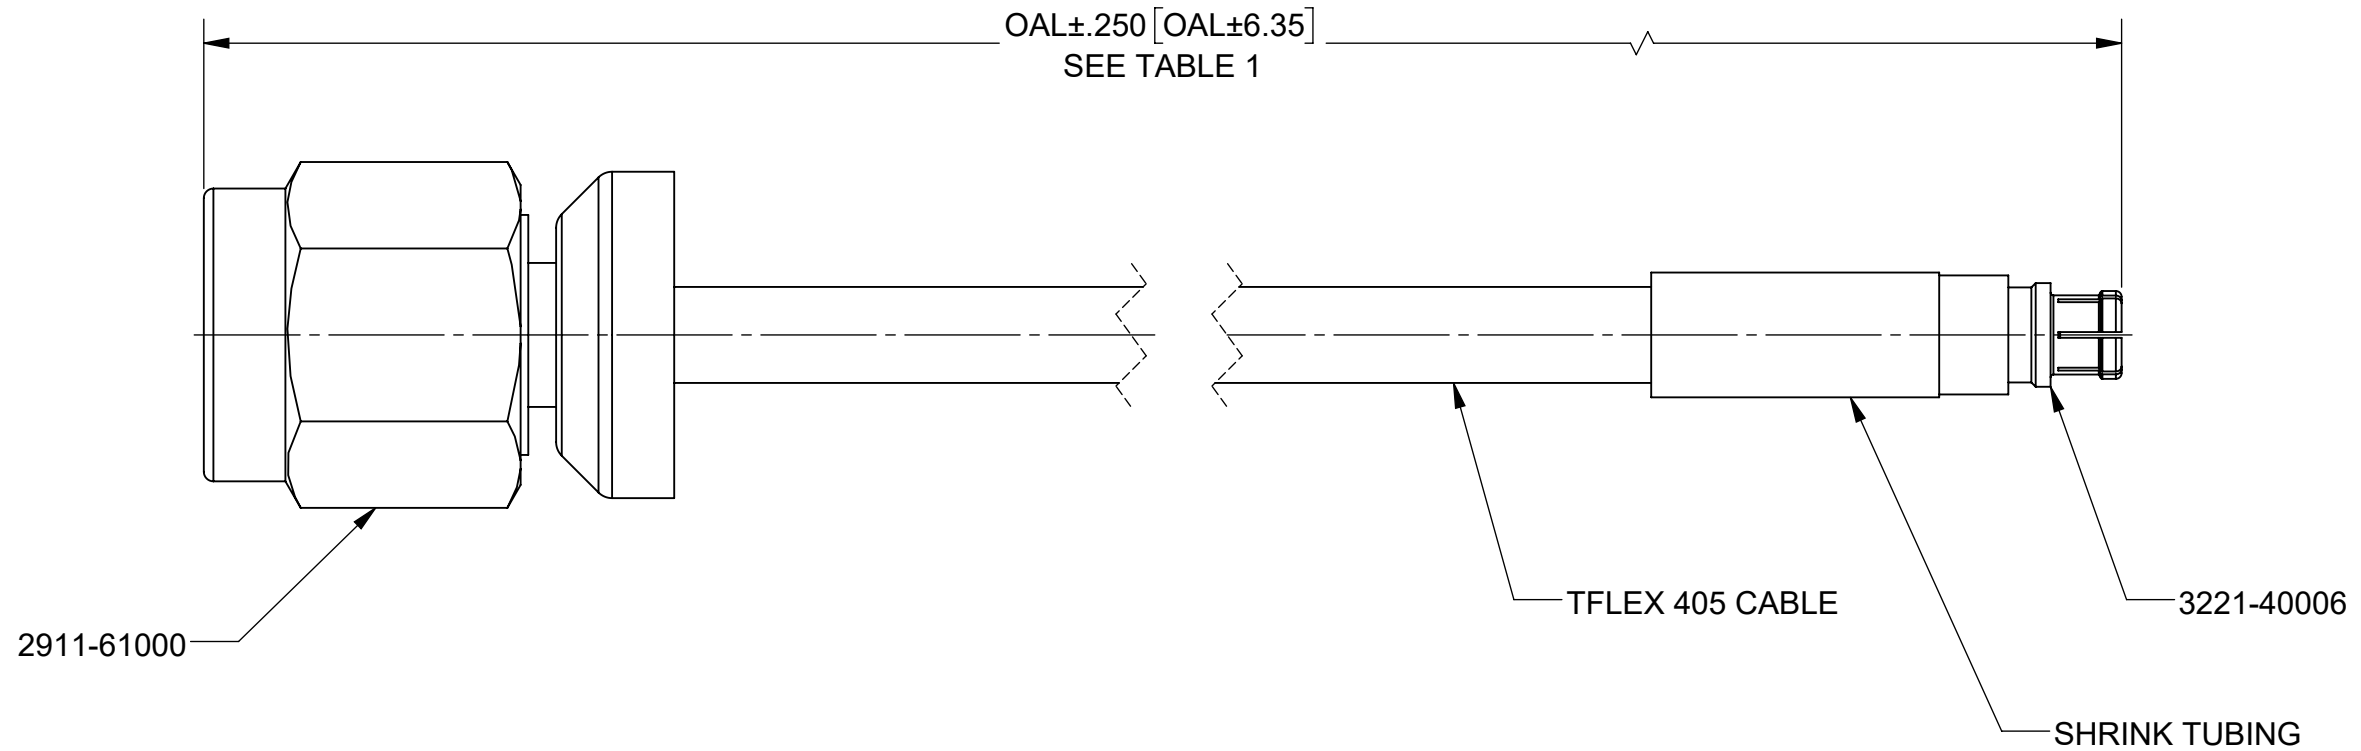 OAL±.250 [OAL±6.35]
SEE TABLE 1
TFLEX 405 CABLE
3221-40006
2911-61000
SHRINK TUBING